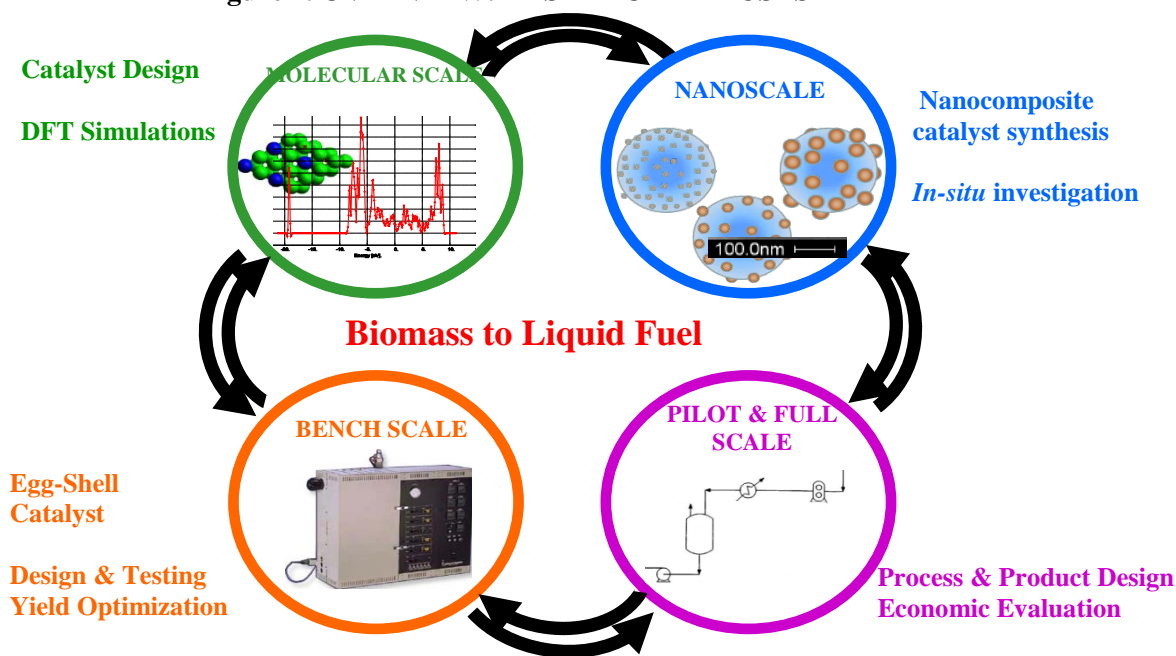 Catalyst Design
DFT Simulations
MOLECULAR SCALE
NANOSCALE
Nanocomposite
catalyst synthesis
In-situ investigation
100.0nm
Biomass to Liquid Fuel
BENCH SCALE
Egg-Shell
Catalyst
Design & Testing
Yield Optimization
PILOT & FULL
SCALE
Process & Product Design
Economic Evaluation